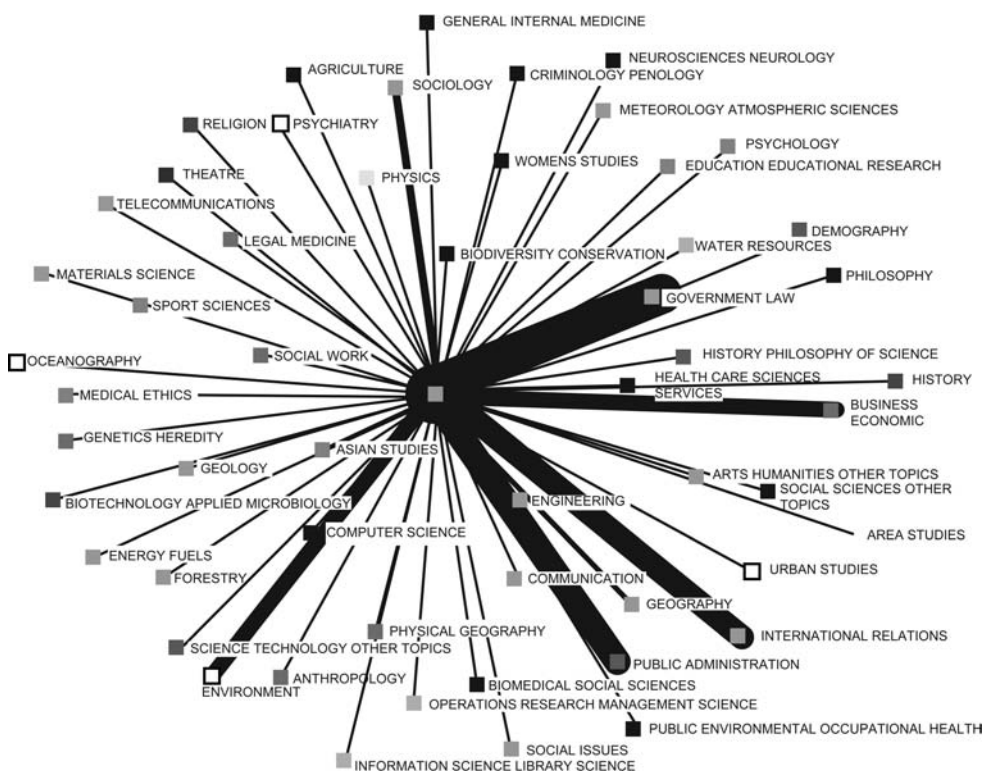 GENERAL INTERNAL MEDICINE
NEUROSCIENCES NEUROLOGY
AGRICULTURE
CRIMINOLOGY PENOLOGY
SOCIOLOGY
METEOROLOGY ATMOSPHERIC SCIENCES
RELIGION
PSYCHIATRY
PSYCHOLOGY
WOMENS STUDIES
EDUCATION EDUCATIONAL RESEARCH
THEATRE
PHYSICS
TELECOMMUNICATIONS
DEMOGRAPHY
LEGAL MEDICINE
WATER RESOURCES
BIODIVERSITY CONSERVATION
MATERIALS SCIENCE
PHILOSOPHY
GOVERNMENT LAW
SPORT SCIENCES
SOCIAL WORK
HISTORY PHILOSOPHY OF SCIENCE
OCEANOGRAPHY
HEALTH CARE SCIENCES
SERVICES
HISTORY
MEDICAL ETHICS
BUSINESS
ECONOMIC
GENETICS HEREDITY
ASIAN STUDIES
GEOLOGY
ARTS HUMANITIES OTHER TOPICS
SOCIAL SCIENCES OTHER
TOPICS
BIOTECHNOLOGY APPLIED MICROBIOLOGY
ENGINEERING
COMPUTER SCIENCE
AREA STUDIES
ENERGY FUELS
URBAN STUDIES
FORESTRY
COMMUNICATION
GEOGRAPHY
PHYSICAL GEOGRAPHY
INTERNATIONAL RELATIONS
SCIENCE TECHNOLOGY OTHER TOPICS
PUBLIC ADMINISTRATION
ANTHROPOLOGY
BIOMEDICAL SOCIAL SCIENCES
ENVIRONMENT
OPERATIONS RESEARCH MANAGEMENT SCIENCE
PUBLIC ENVIRONMENTAL OCCUPATIONAL HEALTH
SOCIAL ISSUES
INFORMATION SCIENCE LIBRARY SCIENCE